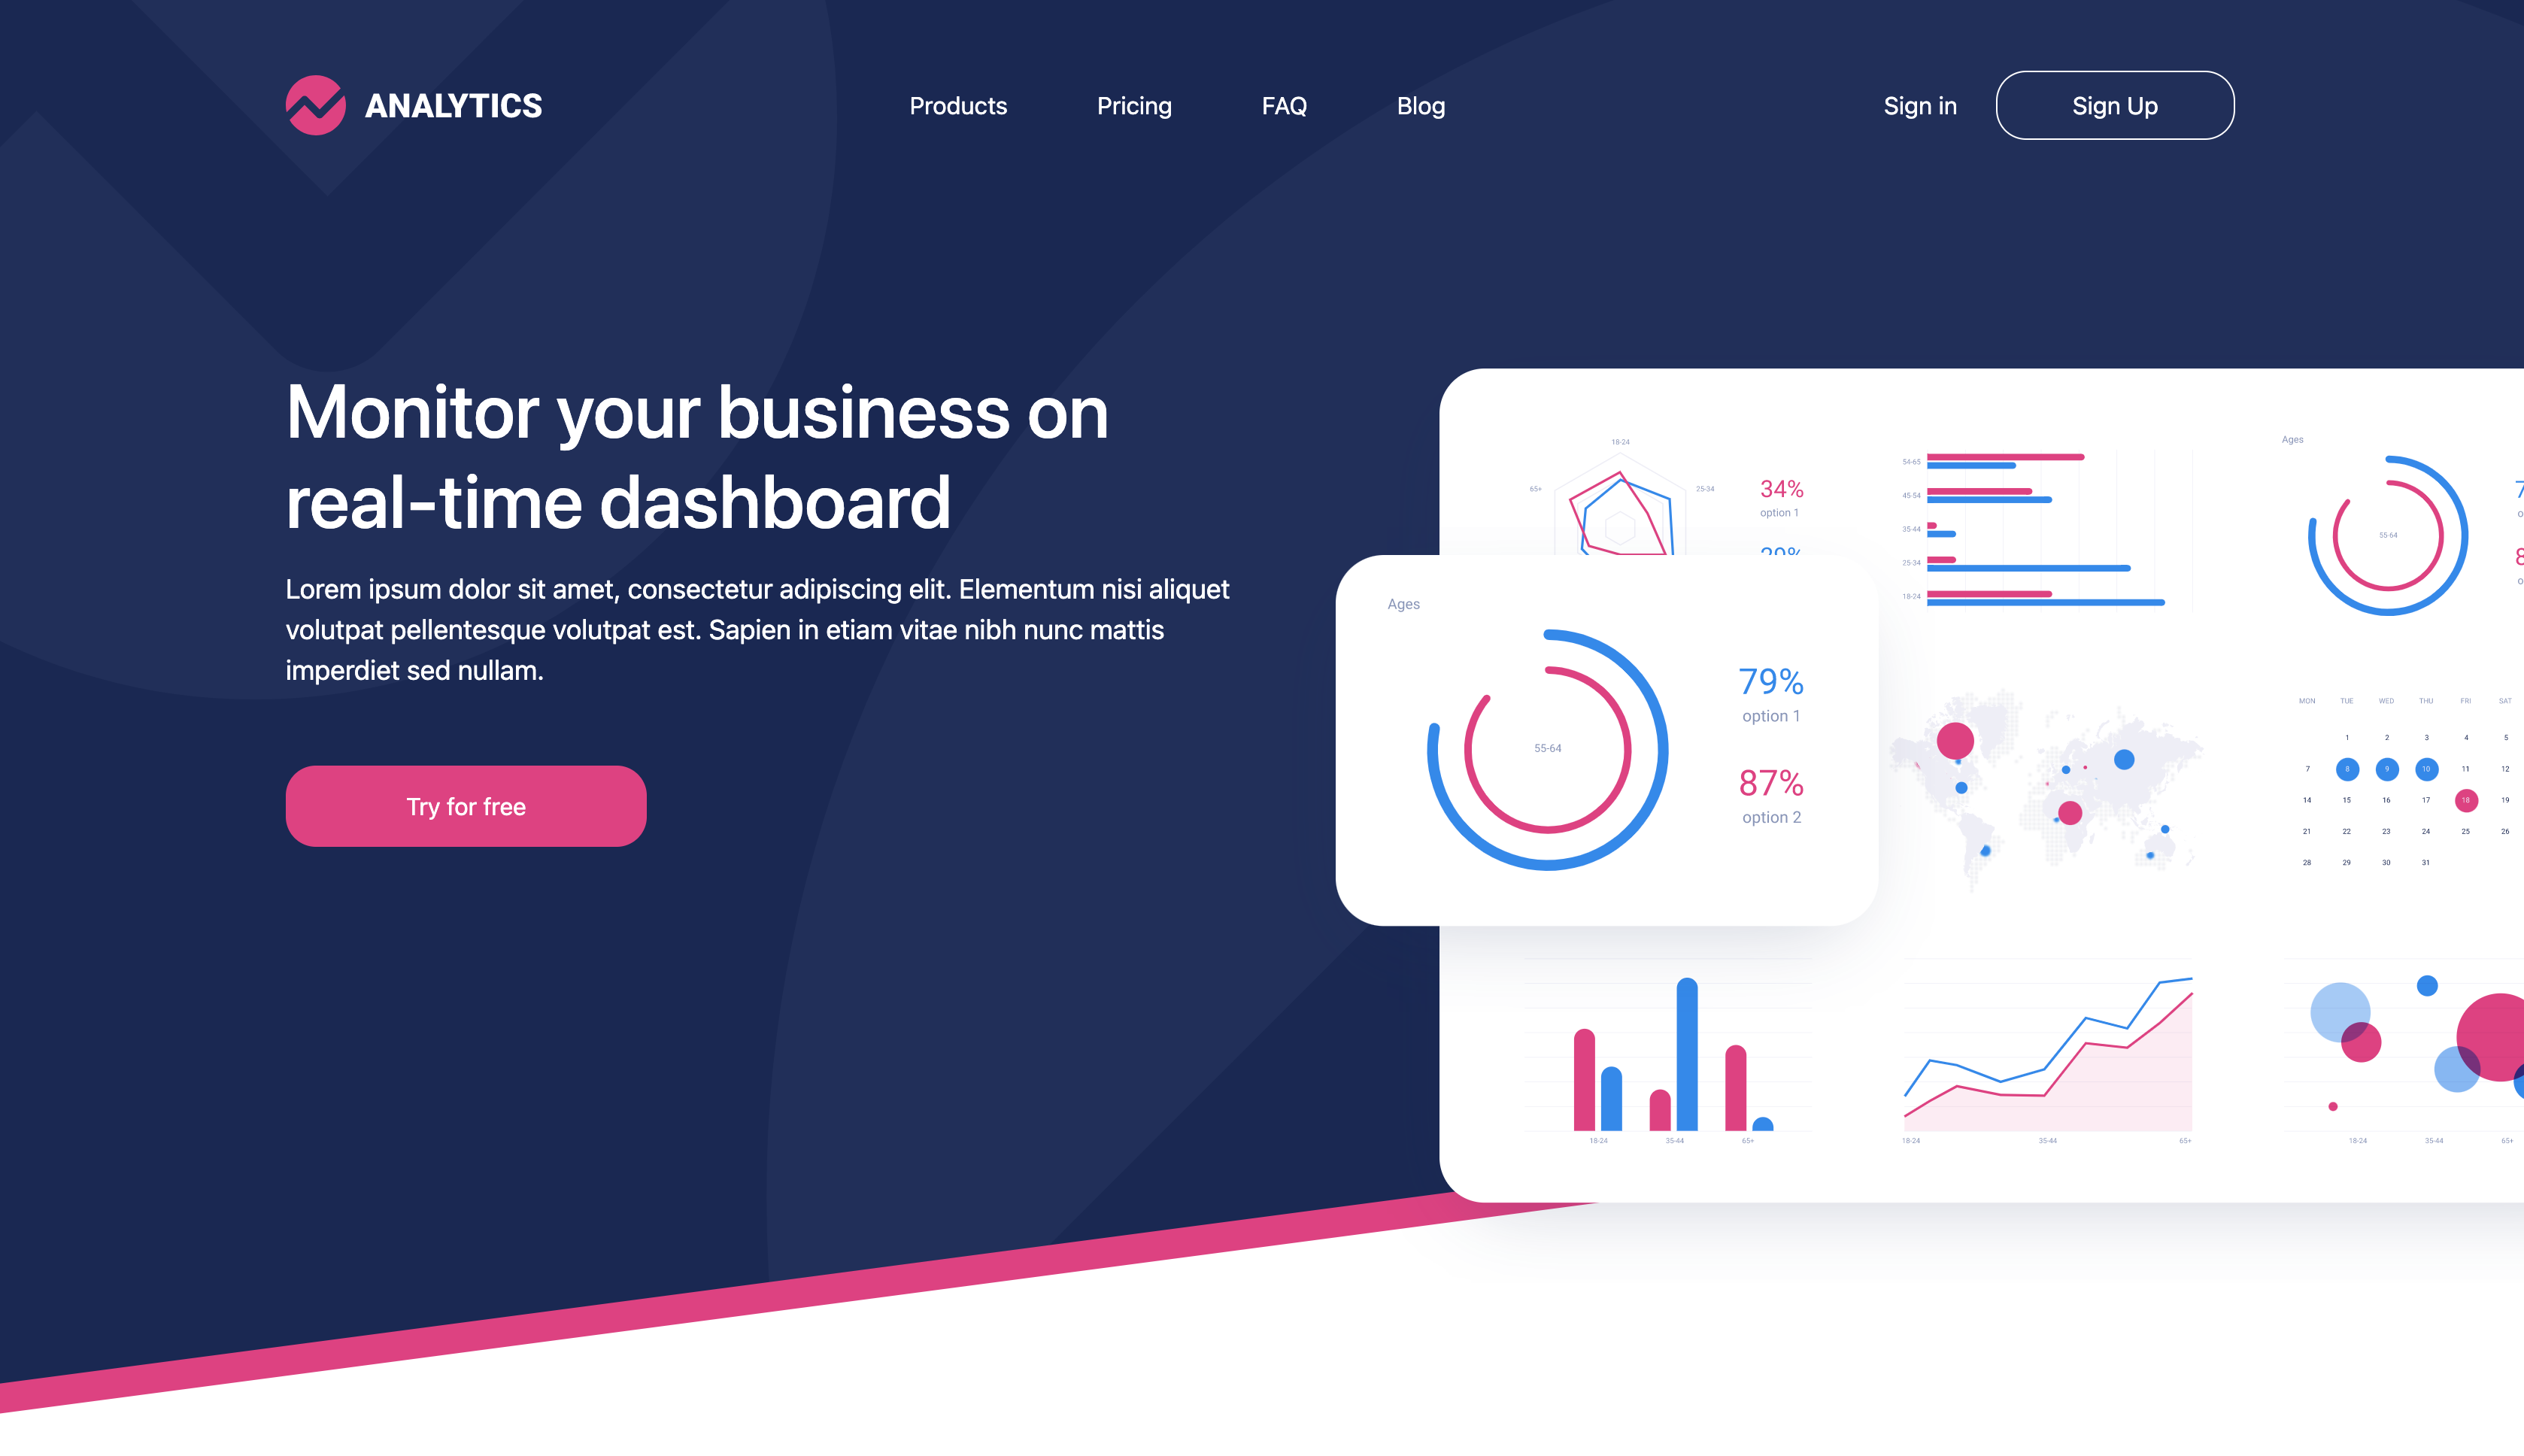 ANALYTICS
Products
Pricing
FAQ
Blog
Sign in
Sign Up
Monitor your business on
real-time dashboard
Lorem ipsum dolor sit amet, consectetur adipiscing elit. Elementum nisi aliquet
volutpat pellentesque volutpat est. Sapien in etiam vitae nibh nunc mattis
imperdiet sed nullam.
Try for free
18-24
65+
25-34
34%
option 1
54-65
45-54
35-44
25-34
18-24
Ages
55-64
Ages
55-64
79%
option 1
87%
option 2
MON TUE WED THU FRI SAT
1 2 3 4 5
7 8 9 10 11 12
14 15 16 17 18 19
21 22 23 24 25 26
28 29 30 31
18-24 35-44 65+
18-24 35-44 65+
18-24 35-44 65+